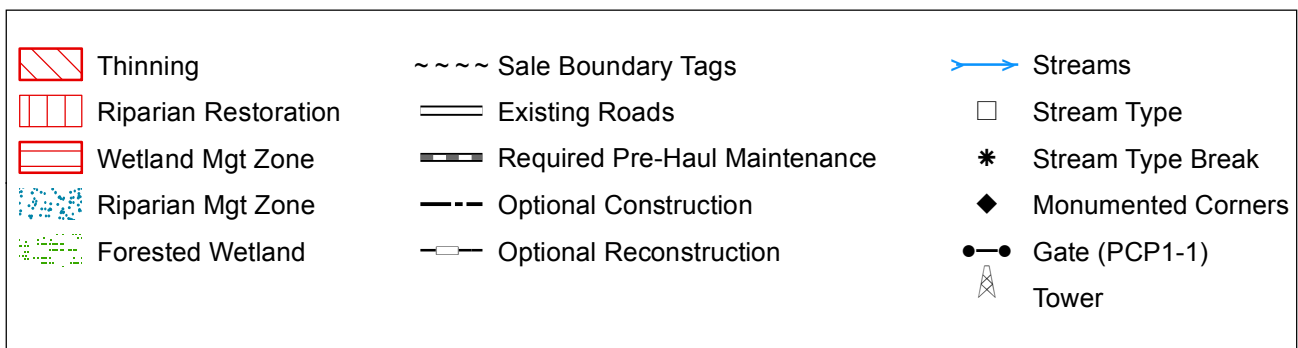 Thinning
Riparian Restoration
Wetland Mgt Zone
Riparian Mgt Zone
Forested Wetland
Sale Boundary Tags
Existing Roads
Required Pre-Haul Maintenance
Optional Construction
Optional Reconstruction
Streams
Stream Type
Stream Type Break
Monumented Corners
Gate (PCP1-1)
Tower